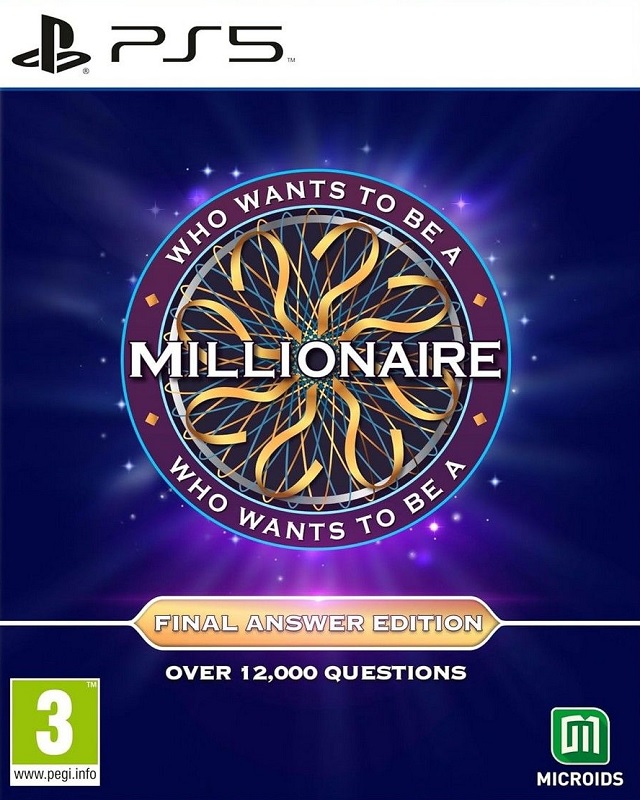 PS5
WHO WANTS TO BE A
MILLIONAIRE
WHO WANTS TO BE A
FINAL ANSWER EDITION
OVER 12,000 QUESTIONS
3
www.pegi.info
MICROIDS